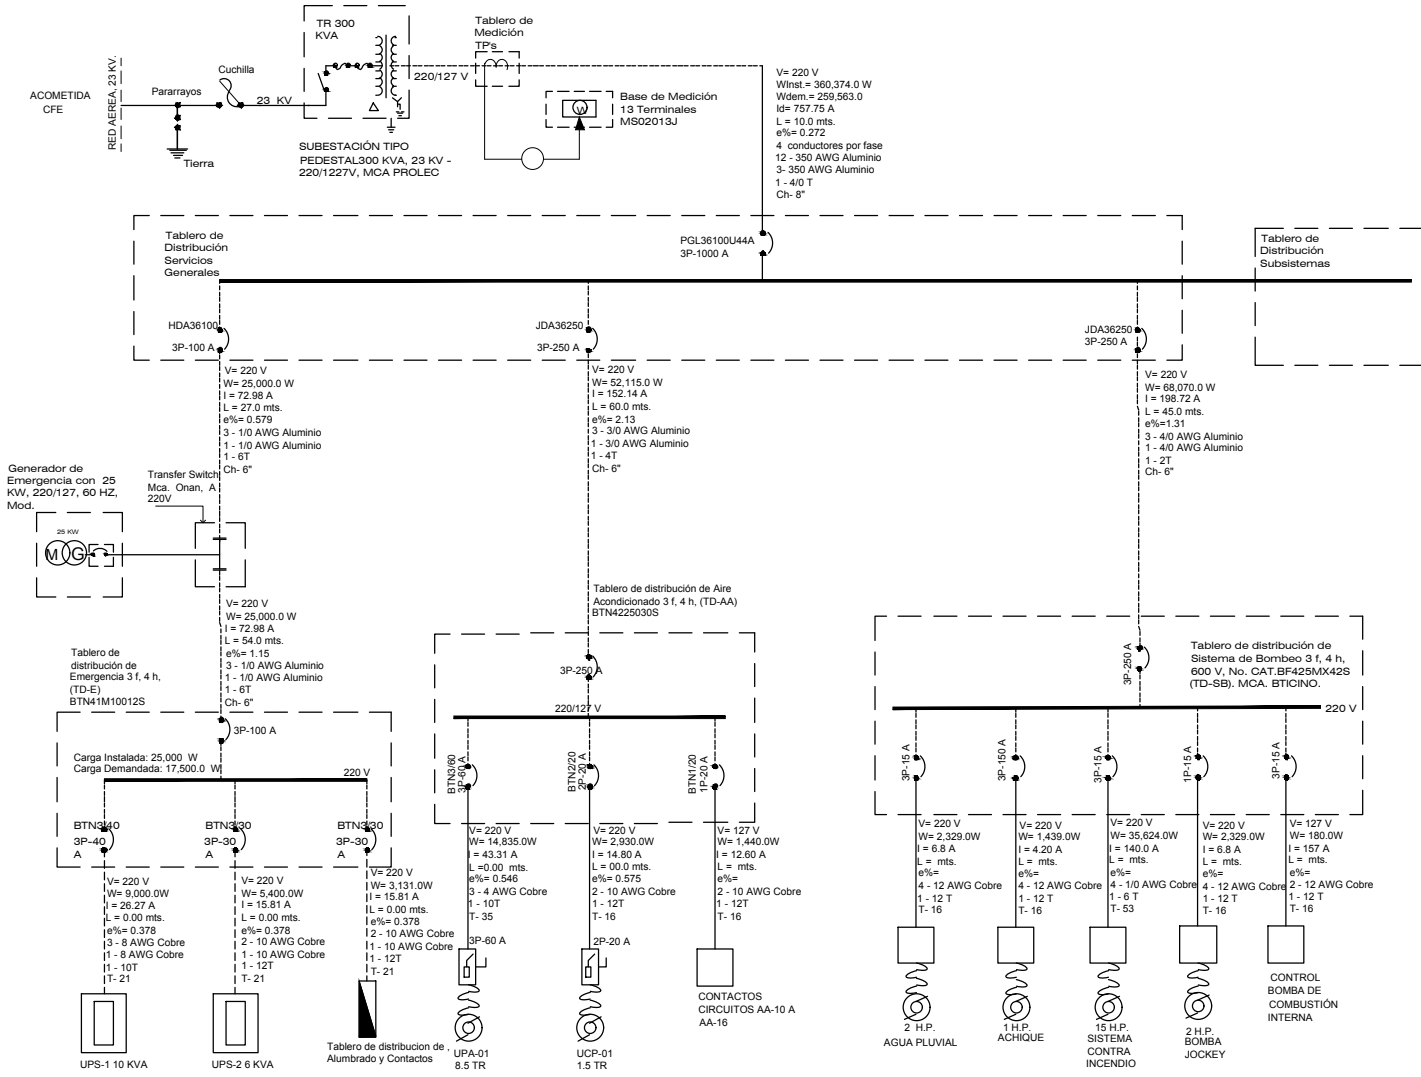 TR 300
KVA
Tablero de
Medición
TP's
ACOMETIDA
CFE
RED AEREA, 23 KV.
Pararrayos
Cuchilla
23 KV
Tierra
220/127 V
SUBESTACIÓN TIPO
PEDESTAL300 KVA, 23 KV -
220/1227V, MCA PROLEC
W
Base de Medición
13 Terminales
MS02013J
V= 220 V
WInst.= 360,374.0 W
Wdem.= 259,563.0
Id= 757.75 A
L = 10.0 mts.
e%= 0.272
4 conductores por fase
12 - 350 AWG Aluminio
3- 350 AWG Aluminio
1 - 4/0 T
Ch- 8"
Tablero de
Distribución
Servicios
Generales
PGL36100U44A
3P-1000 A
Tablero de
Distribución
Subsistemas
HDA36100
3P-100 A
JDA36250
3P-250 A
JDA36250
3P-250 A
V= 220 V
W= 25,000.0 W
I = 72.98 A
L = 27.0 mts.
e%= 0.579
3 - 1/0 AWG Aluminio
1 - 1/0 AWG Aluminio
1 - 6T
Ch- 6"
V= 220 V
W= 52,115.0 W
I = 152.14 A
L = 60.0 mts.
e%= 2.13
3 - 3/0 AWG Aluminio
1 - 3/0 AWG Aluminio
1 - 4T
Ch- 6"
V= 220 V
W= 68,070.0 W
I = 198.72 A
L = 45.0 mts.
e%=1.31
3 - 4/0 AWG Aluminio
1 - 4/0 AWG Aluminio
1 - 2T
Ch- 6"
Generador de
Emergencia con 25
KW, 220/127, 60 HZ,
Mod.
25 KW
M G
Transfer Switch
Mca. Onan, A
220V
V= 220 V
W= 25,000.0 W
I = 72.98 A
L = 54.0 mts.
e%= 1.15
3 - 1/0 AWG Aluminio
1 - 1/0 AWG Aluminio
1 - 6T
Ch- 6"
Tablero de
distribución de
Emergencia 3 f, 4 h,
(TD-E)
BTN41M10012S
3P-100 A
Carga Instalada: 25,000 W
Carga Demandada: 17,500.0 W
220 V
BTN3/40
3P-40
A
BTN3/30
3P-30
A
BTN3/30
3P-30
A
V= 220 V
W= 9,000.0W
I = 26.27 A
L = 0.00 mts.
e%= 0.378
3 - 8 AWG Cobre
1 - 8 AWG Cobre
1 - 10T
T- 21
V= 220 V
W= 5,400.0W
I = 15.81 A
L = 0.00 mts.
e%= 0.378
2 - 10 AWG Cobre
1 - 10 AWG Cobre
1 - 12T
T- 21
V= 220 V
W= 3,131.0W
I = 15.81 A
L = 0.00 mts.
e%= 0.378
2 - 10 AWG Cobre
1 - 10 AWG Cobre
1 - 12T
T- 21
UPS-1 10 KVA
UPS-2 6 KVA
Tablero de distribucion de
Alumbrado y Contactos
Tablero de distribución de Aire
Acondicionado 3 f, 4 h, (TD-AA)
BTN4225030S
3P-250 A
220/127 V
BTN3/60
3P-60 A
BTN2/20
2P-20 A
BTN1/20
1P-20 A
V= 220 V
W= 14,835.0W
I = 43.31 A
L =0.00 mts.
e%= 0.546
3 - 4 AWG Cobre
1 - 10T
T- 35
V= 220 V
W= 2,930.0W
I = 14.80 A
L = 00.0 mts.
e%= 0.575
2 - 10 AWG Cobre
1 - 12T
T- 16
V= 127 V
W= 1,440.0W
I = 12.60 A
L = mts.
e%=
2 - 10 AWG Cobre
1 - 12T
T- 16
3P-60 A
2P-20 A
UPA-01
8.5 TR
UCP-01
1.5 TR
CONTACTOS
CIRCUITOS AA-10 A
AA-16
3P-250 A
Tablero de distribución de
Sistema de Bombeo 3 f, 4 h,
600 V, No. CAT.BF425MX42S
(TD-SB). MCA. BTICINO.
220 V
3P-15 A
3P-150 A
3P-15 A
1P-15 A
3P-15 A
V= 220 V
W= 2,329.0W
I = 6.8 A
L = mts.
e%=
4 - 12 AWG Cobre
1 - 12 T
T- 16
V= 220 V
W= 1,439.0W
I = 4.20 A
L = mts.
e%=
4 - 12 AWG Cobre
1 - 12 T
T- 16
V= 220 V
W= 35,624.0W
I = 140.0 A
L = mts.
e%=
4 - 1/0 AWG Cobre
1 - 6 T
T- 53
V= 220 V
W= 2,329.0W
I = 6.8 A
L = mts.
e%=
4 - 12 AWG Cobre
1 - 12 T
T- 16
V= 127 V
W= 180.0W
I = 157 A
L = mts.
e%=
2 - 12 AWG Cobre
1 - 12 T
T- 16
2 H.P.
AGUA PLUVIAL
1 H.P.
ACHIQUE
15 H.P.
SISTEMA
CONTRA
INCENDIO
2 H.P.
BOMBA
JOCKEY
CONTROL
BOMBA DE
COMBUSTIÓN
INTERNA